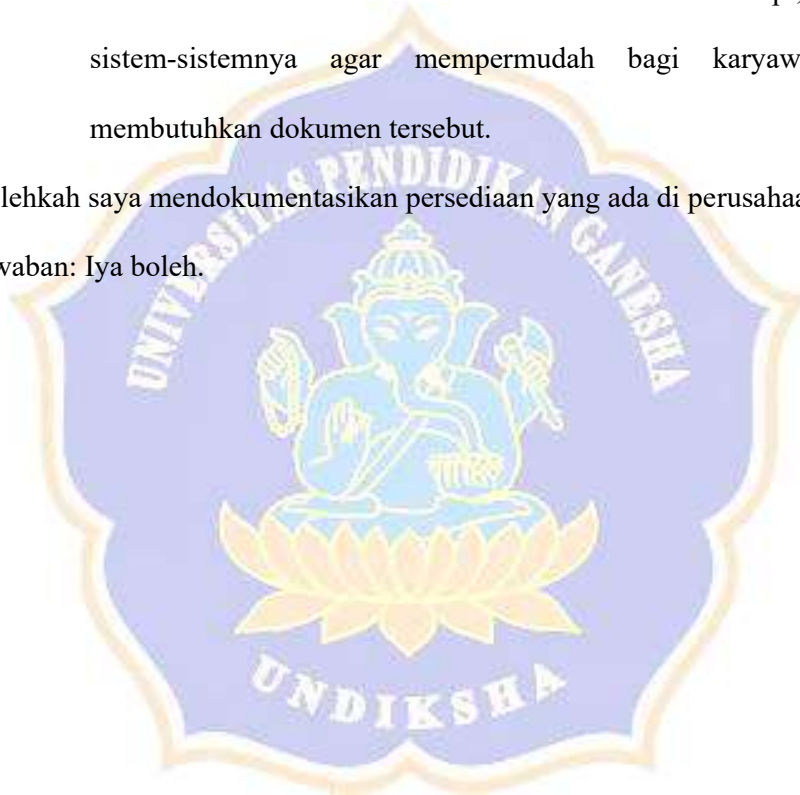 sistem-sistemnya agar mempermudah bagi karyaw
membutuhkan dokumen tersebut.
lehkah saya mendokumentasikan persediaan yang ada di perusahaa
waban: Iya boleh.
UNIVERSITAS PENDIDIKAN GANESHA
UNDIKSHA